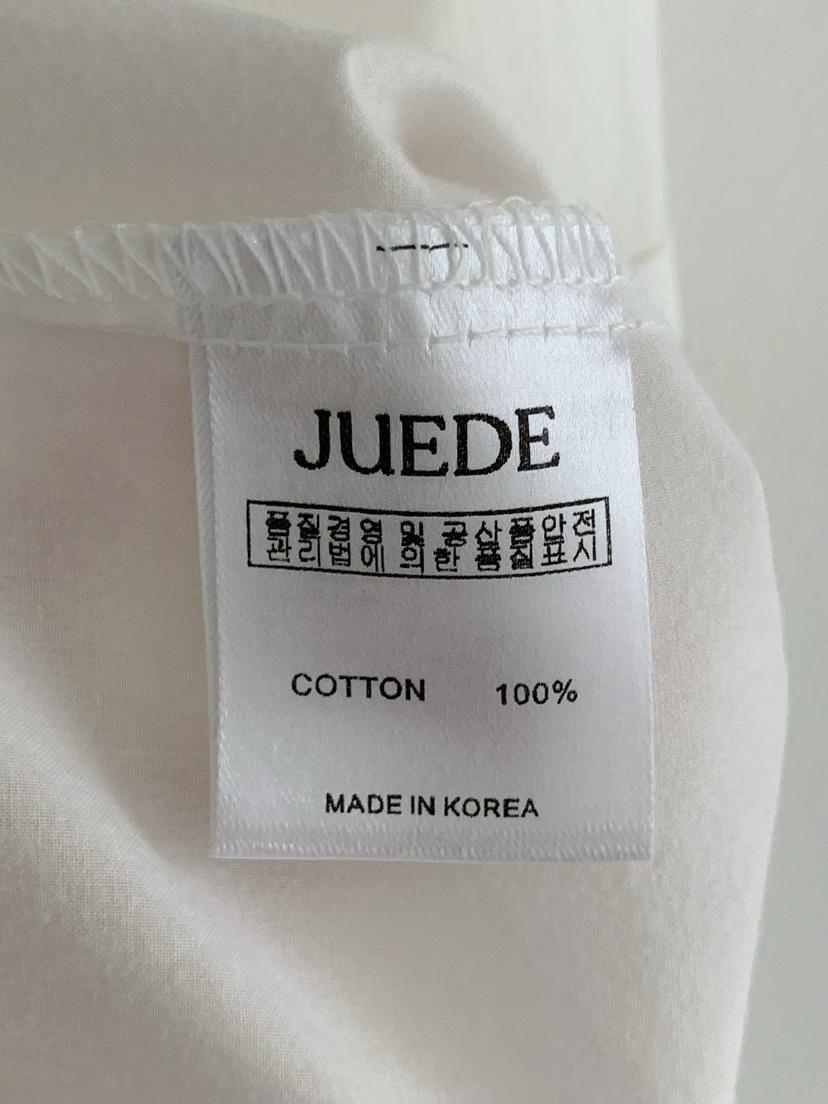 JUEDE
품질경영 및 공산품안전
관리법에 의한 품질표시
COTTON 100%
MADE IN KOREA